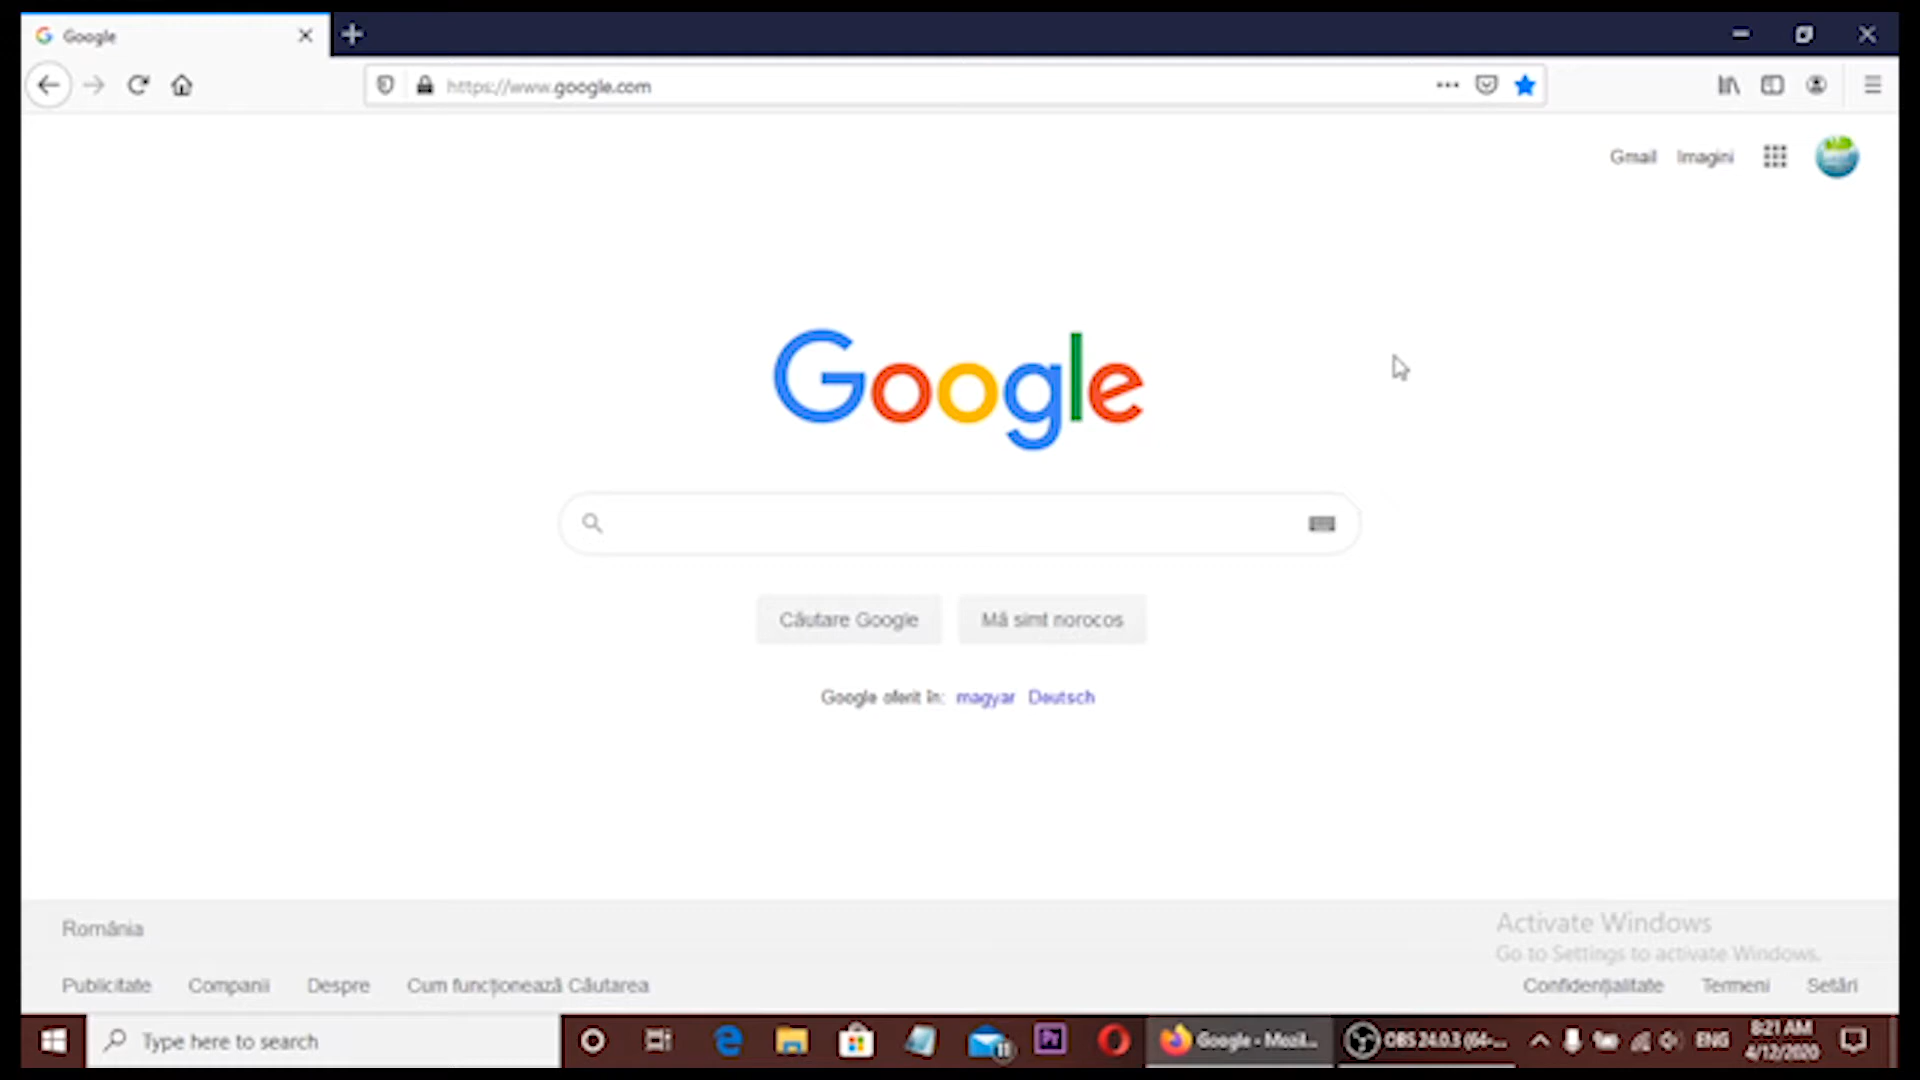 Google
https://www.google.com
Gmail Imagini
Google
Căutare Google Mă simt norocos
Google oferit în: magyar Deutsch
România
Activate Windows
Go to Settings to activate Windows.
Publicitate Companii Despre Cum funcționează Căutarea Confidențialitate Termeni Setări
Type here to search
Pr
Google - Mozil...
OBS 24.0.3 (64-...
ENG
8:21 AM
4/12/2020